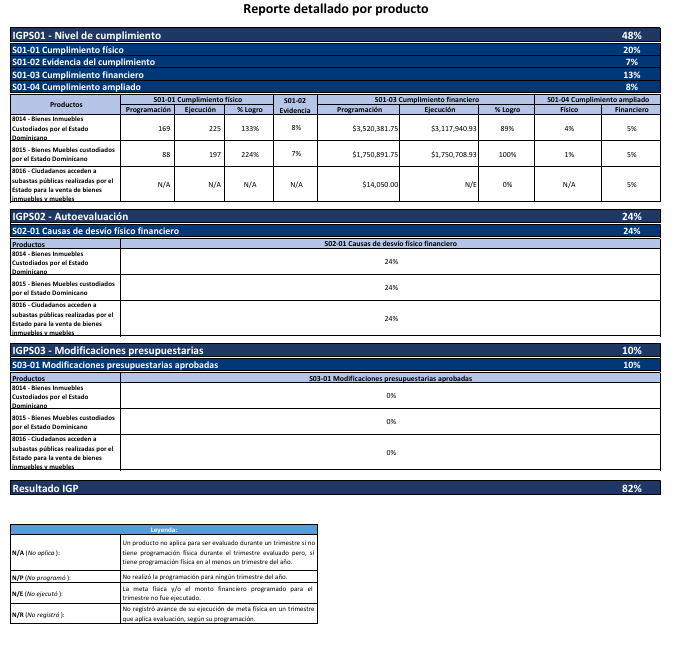 Reporte detallado por producto
IGPS01 - Nivel de cumplimiento 48%
S01-01 Cumplimiento físico 20%
S01-02 Evidencia del cumplimiento 7%
S01-03 Cumplimiento financiero 13%
S01-04 Cumplimiento ampliado 8%
Productos S01-01 Cumplimiento físico S01-02 Evidencia S01-03 Cumplimiento financiero S01-04 Cumplimiento ampliado
Programación Ejecución % Logro Programación Ejecución % Logro Físico Financiero
8014 - Bienes Inmuebles
Custodiados por el Estado
Dominicano
169 225 133% 8% $3,520,381.75 $3,117,940.93 89% 4% 5%
8015 - Bienes Muebles custodiados
por el Estado Dominicano
88 197 224% 7% $1,750,891.75 $1,750,708.93 100% 1% 5%
8016 - Ciudadanos acceden a
subastas públicas realizadas por el
Estado para la venta de bienes
inmuebles y muebles
N/A N/A N/A N/A $14,050.00 N/E 0% N/A 5%
IGPS02 - Autoevaluación 24%
S02-01 Causas de desvío físico financiero 24%
Productos S02-01 Causas de desvío físico financiero
8014 - Bienes Inmuebles
Custodiados por el Estado
Dominicano
24%
8015 - Bienes Muebles custodiados
por el Estado Dominicano
24%
8016 - Ciudadanos acceden a
subastas públicas realizadas por el
Estado para la venta de bienes
inmuebles y muebles
24%
IGPS03 - Modificaciones presupuestarias 10%
S03-01 Modificaciones presupuestarias aprobadas 10%
Productos S03-01 Modificaciones presupuestarias aprobadas
8014 - Bienes Inmuebles
Custodiados por el Estado
Dominicano
0%
8015 - Bienes Muebles custodiados
por el Estado Dominicano
0%
8016 - Ciudadanos acceden a
subastas públicas realizadas por el
Estado para la venta de bienes
inmuebles y muebles
0%
Resultado IGP 82%
Leyenda:
N/A (No aplica ):
Un producto no aplica para ser evaluado durante un trimestre si no
tiene programación física durante el trimestre evaluado pero, si
tiene programación física en al menos un trimestre del año.
N/P (No programó ): No realizó la programación para ningún trimestre del año.
N/E (No ejecutó ):
La meta física y/o el monto financiero programado para el
trimestre no fue ejecutado.
N/R (No registró ):
No registró avance de su ejecución de meta física en un trimestre
que aplica evaluación, según su programación.